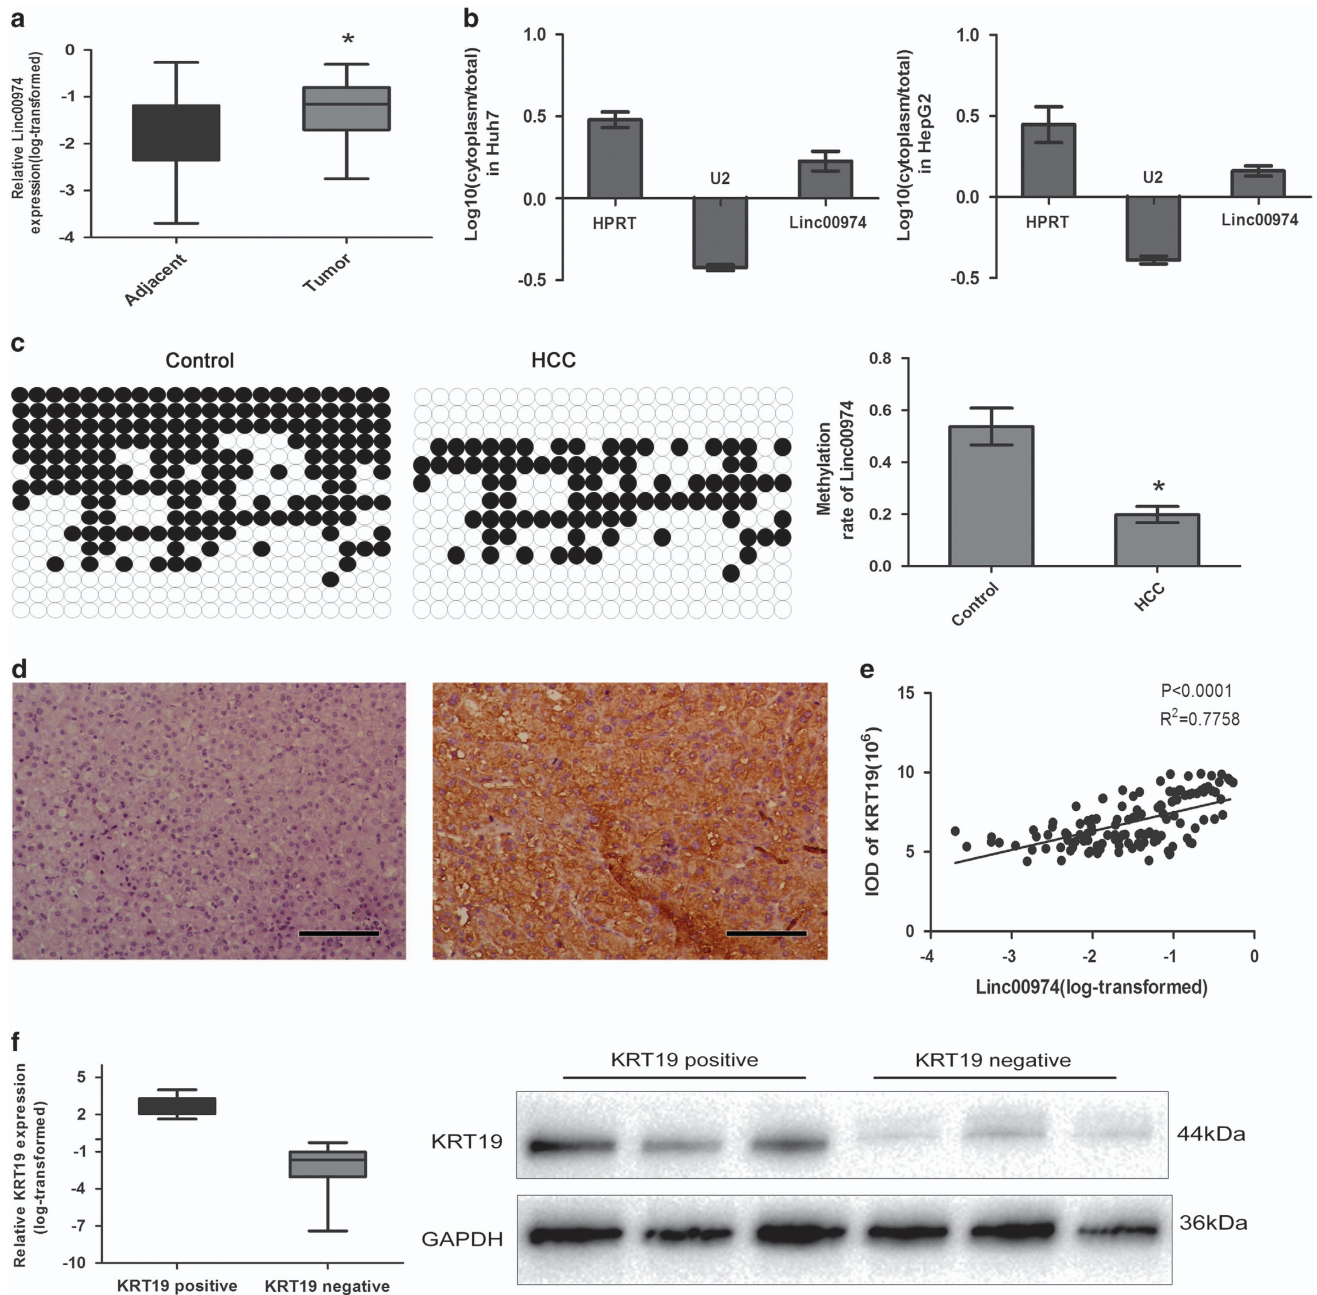 a
Relative Linc00974
expression(log-transformed)
0
-1
-2
-3
-4
*
Adjacent
Tumor
b
Log10(cytoplasm/total)
in Huh7
1.0
0.5
0.0
-0.5
HPRT
U2
Linc00974
Log10(cytoplasm/total)
in HepG2
1.0
0.5
0.0
-0.5
HPRT
U2
Linc00974
c
Control
HCC
Methylation
rate of Linc00974
0.8
0.6
0.4
0.2
0.0
*
Control
HCC
d
e
IOD of KRT19(10⁶)
15
10
5
0
P<0.0001
R²=0.7758
-4
-3
-2
-1
0
Linc00974(log-transformed)
f
Relative KRT19 expression
(log-transformed)
5
2
-1
-4
-7
-10
KRT19 positive
KRT19 negative
KRT19 positive
KRT19 negative
KRT19
44kDa
GAPDH
36kDa